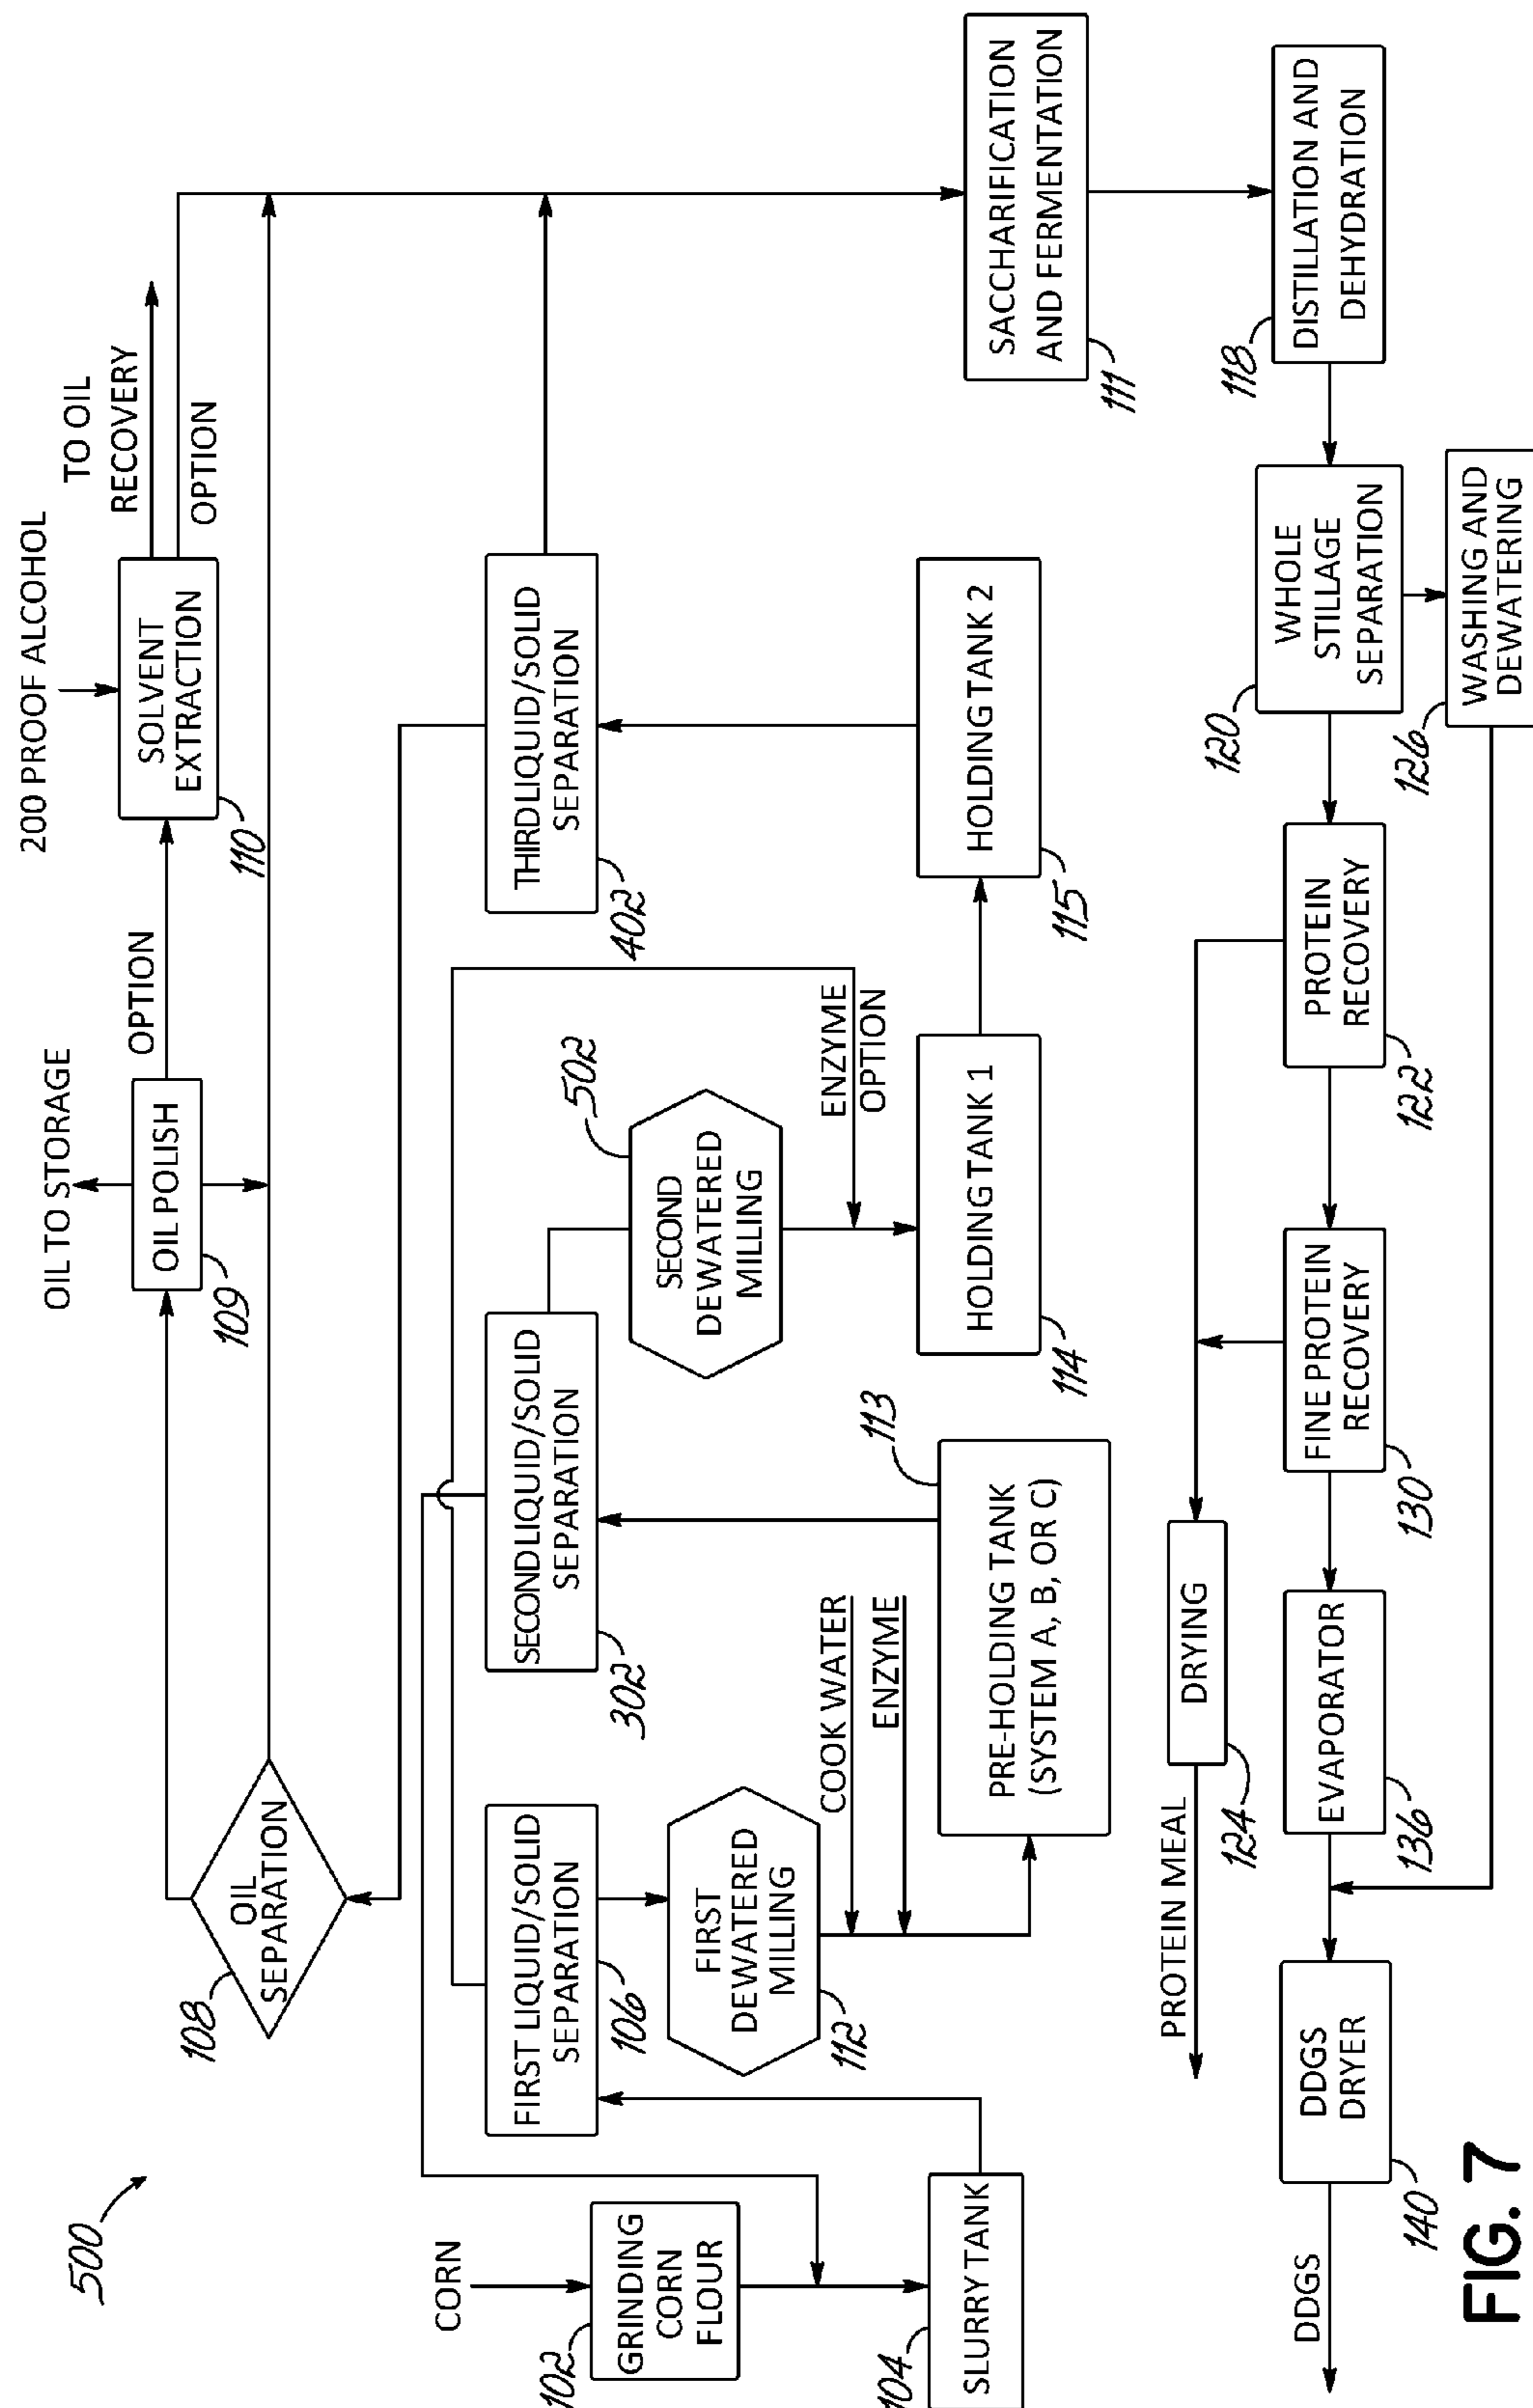 500
CORN
GRINDING
CORN
FLOUR
102
SLURRY TANK
104
FIRST LIQUID/SOLID
SEPARATION
106
FIRST
DEWATERED
MILLING
112
COOK WATER
ENZYME
PRE-HOLDING TANK
(SYSTEM A, B, OR C)
113
SECOND LIQUID/SOLID
SEPARATION
302
SECOND
DEWATERED
MILLING
502
ENZYME
OPTION
HOLDING TANK 1
114
HOLDING TANK 2
115
THIRD LIQUID/SOLID
SEPARATION
402
OIL
SEPARATION
108
OIL TO STORAGE
OIL POLISH
109
OPTION
200 PROOF ALCOHOL
SOLVENT
EXTRACTION
110
TO OIL
RECOVERY
OPTION
SACCHARIFICATION
AND FERMENTATION
111
DISTILLATION AND
DEHYDRATION
118
WHOLE
STILLAGE
SEPARATION
120
WASHING AND
DEWATERING
126
PROTEIN
RECOVERY
122
FINE PROTEIN
RECOVERY
130
DRYING
124
PROTEIN MEAL
EVAPORATOR
136
DDGS
DRYER
140
DDGS
FIG. 7